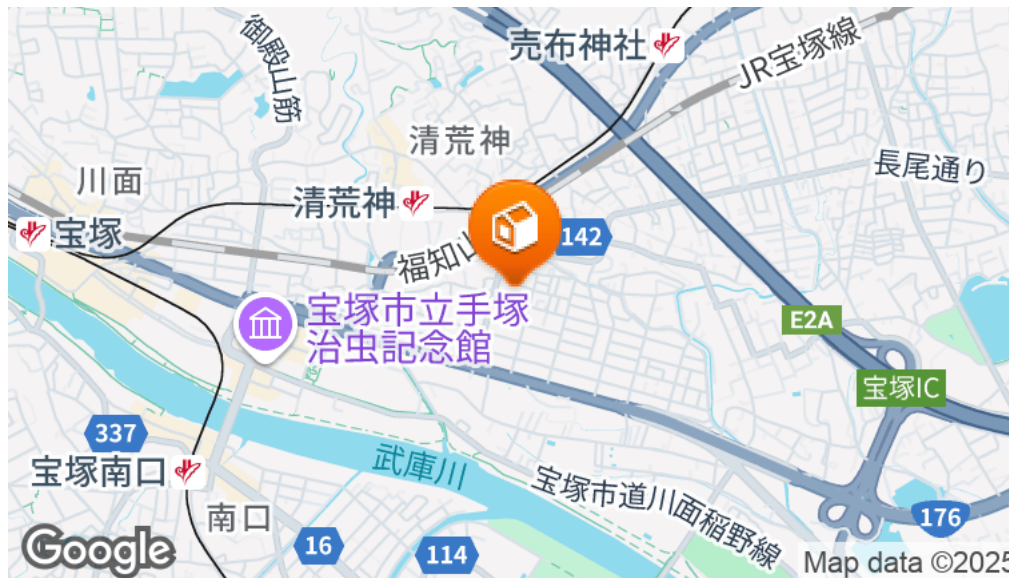 売布神社
JR宝塚線
御殿山筋
清荒神
長尾通り
川面
清荒神
宝塚
142
福知山
E2A
宝塚市立手塚
治虫記念館
宝塚IC
337
武庫川
宝塚南口
宝塚市道川面稲野線
南口
176
16
114
Google
Map data ©2025